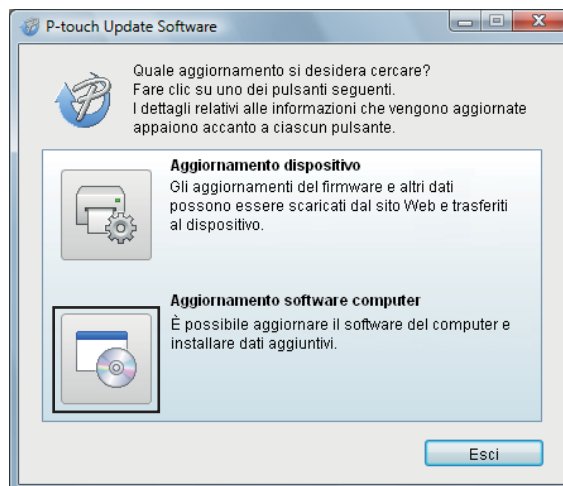 P-touch Update Software
Quale aggiornamento si desidera cercare?
Fare clic su uno dei pulsanti seguenti.
I dettagli relativi alle informazioni che vengono aggiornate
appaiono accanto a ciascun pulsante.
Aggiornamento dispositivo
Gli aggiornamenti del firmware e altri dati
possono essere scaricati dal sito Web e trasferiti
al dispositivo.
Aggiornamento software computer
È possibile aggiornare il software del computer e
installare dati aggiuntivi.
Esci